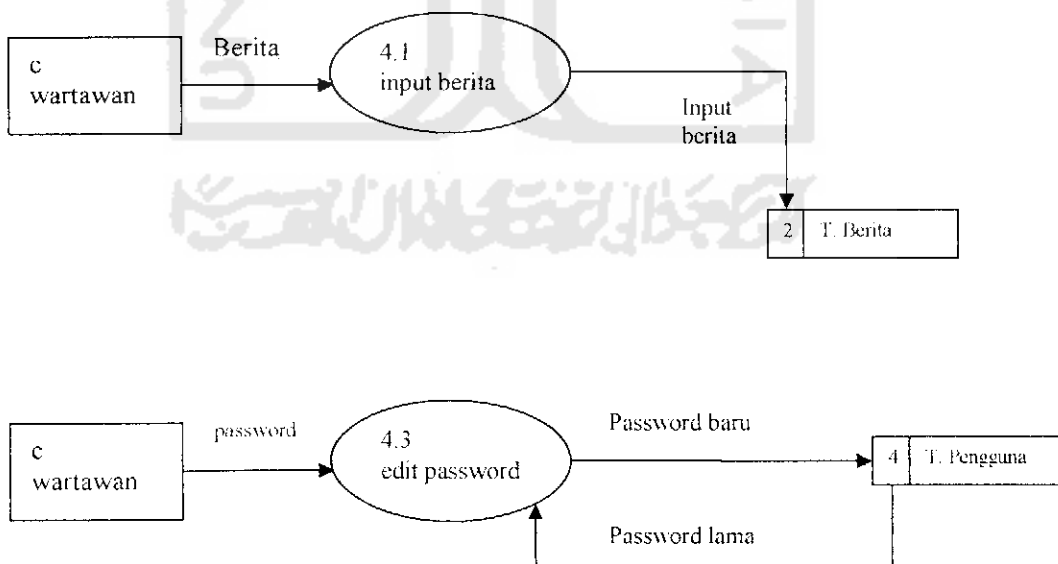 c
wartawan
Berita
4.1
input berita
Input
berita
2 T. Berita
c
wartawan
password
4.3
edit password
Password baru
4 T. Pengguna
Password lama